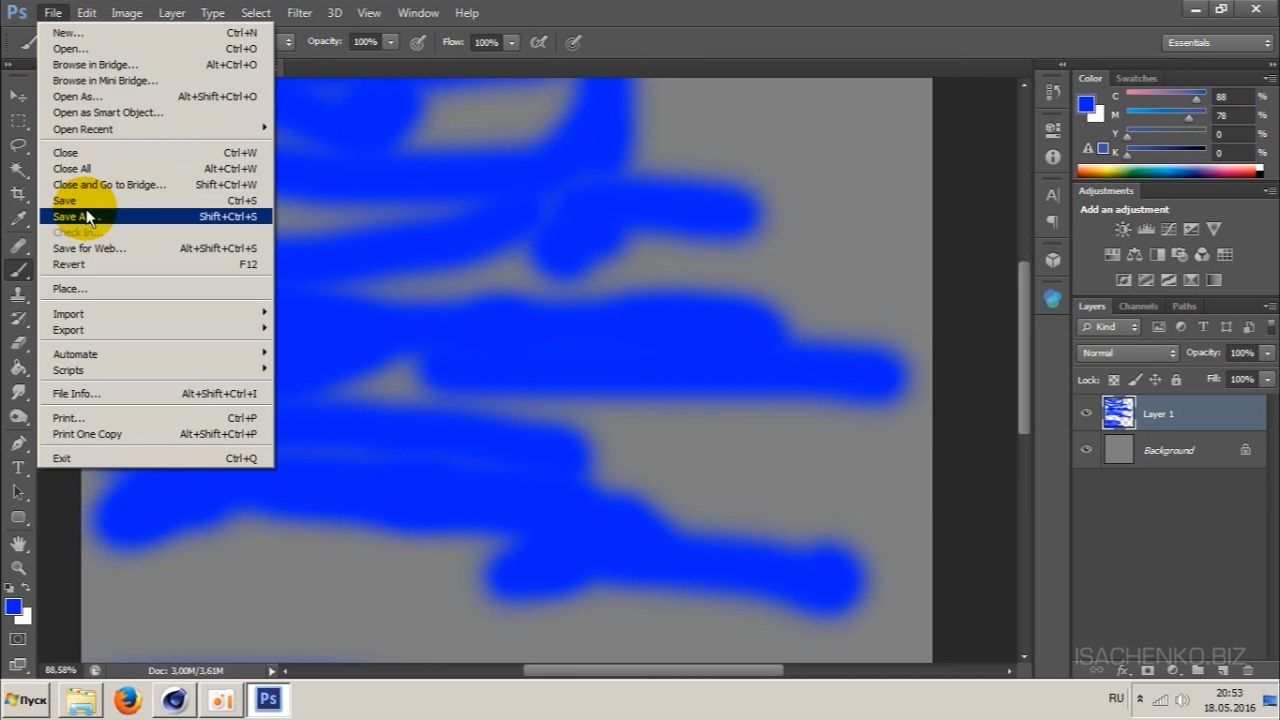 Ps File Edit Image Layer Type Select Filter 3D View Window Help
Opacity: 100% Flow: 100% Essentials
New... Ctrl+N
Open... Ctrl+O
Browse in Bridge... Alt+Ctrl+O
Browse in Mini Bridge...
Open As... Alt+Shift+Ctrl+O
Open as Smart Object...
Open Recent
Close Ctrl+W
Close All Alt+Ctrl+W
Close and Go to Bridge... Shift+Ctrl+W
Save Ctrl+S
Save As... Shift+Ctrl+S
Check In...
Save for Web... Alt+Shift+Ctrl+S
Revert F12
Place...
Import
Export
Automate
Scripts
File Info... Alt+Shift+Ctrl+I
Print... Ctrl+P
Print One Copy Alt+Shift+Ctrl+P
Exit Ctrl+Q
Color Swatches
C 88 %
M 78 %
Y 0 %
K 0 %
Adjustments
Add an adjustment
Layers Channels Paths
Kind
Normal Opacity: 100%
Lock: Fill: 100%
Layer 1
Background
ISACHENKO.BIZ
88,58% Doc: 3,00M/3,61M
Пуск Ps RU 20:53
18.05.2016